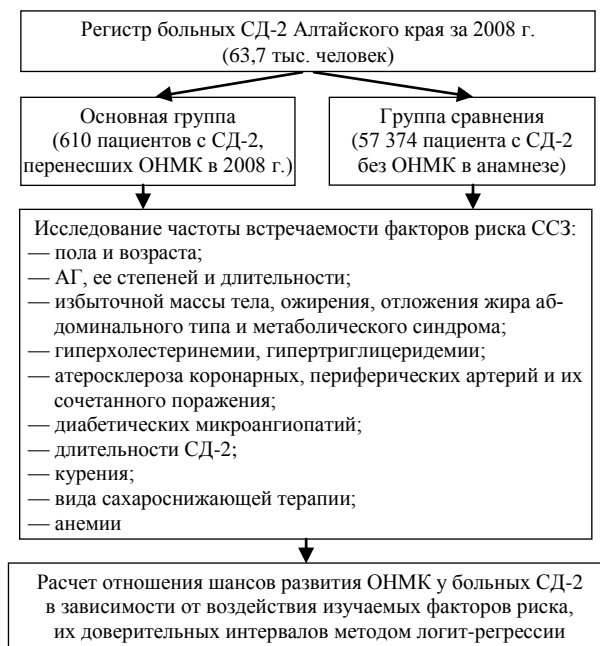 Регистр больных СД-2 Алтайского края за 2008 г.
(63,7 тыс. человек)
Основная группа
(610 пациентов с СД-2,
перенесших ОНМК в 2008 г.)
Группа сравнения
(57 374 пациента с СД-2
без ОНМК в анамнезе)
Исследование частоты встречаемости факторов риска ССЗ:
— пола и возраста;
— АГ, ее степеней и длительности;
— избыточной массы тела, ожирения, отложения жира аб-
доминального типа и метаболического синдрома;
— гиперхолестеринемии, гипертриглицеридемии;
— атеросклероза коронарных, периферических артерий и их
сочетанного поражения;
— диабетических микроангиопатий;
— длительности СД-2;
— курения;
— вида сахароснижающей терапии;
— анемии
Расчет отношения шансов развития ОНМК у больных СД-2
в зависимости от воздействия изучаемых факторов риска,
их доверительных интервалов методом логит-регрессии